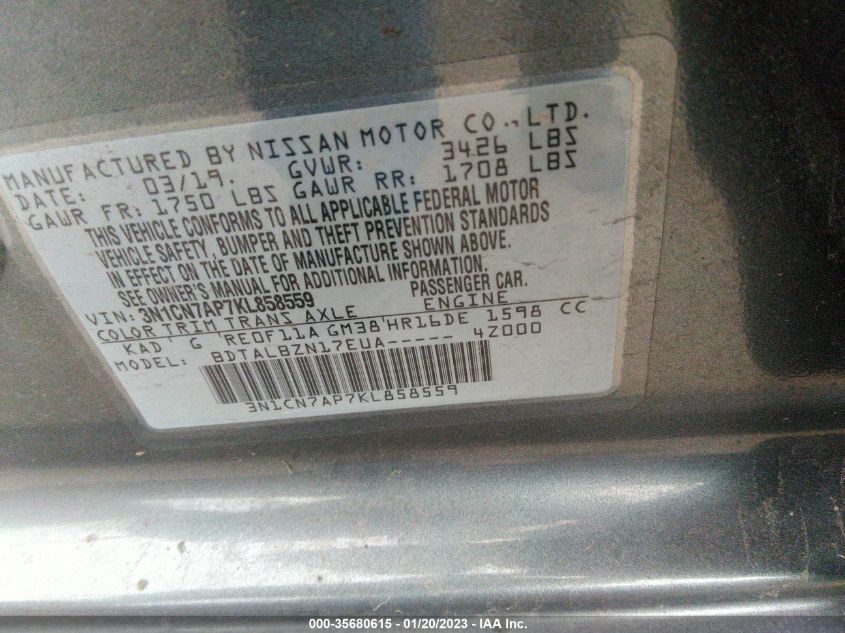 MANUFACTURED BY NISSAN MOTOR CO., LTD.
DATE: 03/19. GVWR: 3426 LBS
GAWR FR: 1750 LBS GAWR RR: 1708 LBS
THIS VEHICLE CONFORMS TO ALL APPLICABLE FEDERAL MOTOR
VEHICLE SAFETY, BUMPER AND THEFT PREVENTION STANDARDS
IN EFFECT ON THE DATE OF MANUFACTURE SHOWN ABOVE.
SEE OWNER'S MANUAL FOR ADDITIONAL INFORMATION.
VIN: 3N1CN7AP7KL858559 PASSENGER CAR.
COLOR TRIM TRANS AXLE ENGINE
KAD G RE0F11A GM38 HR16DE 1598 CC
MODEL: BDTALBZN17EUA----- 4Z000
3N1CN7AP7KL858559
000-35680615 - 01/20/2023 - IAA Inc.